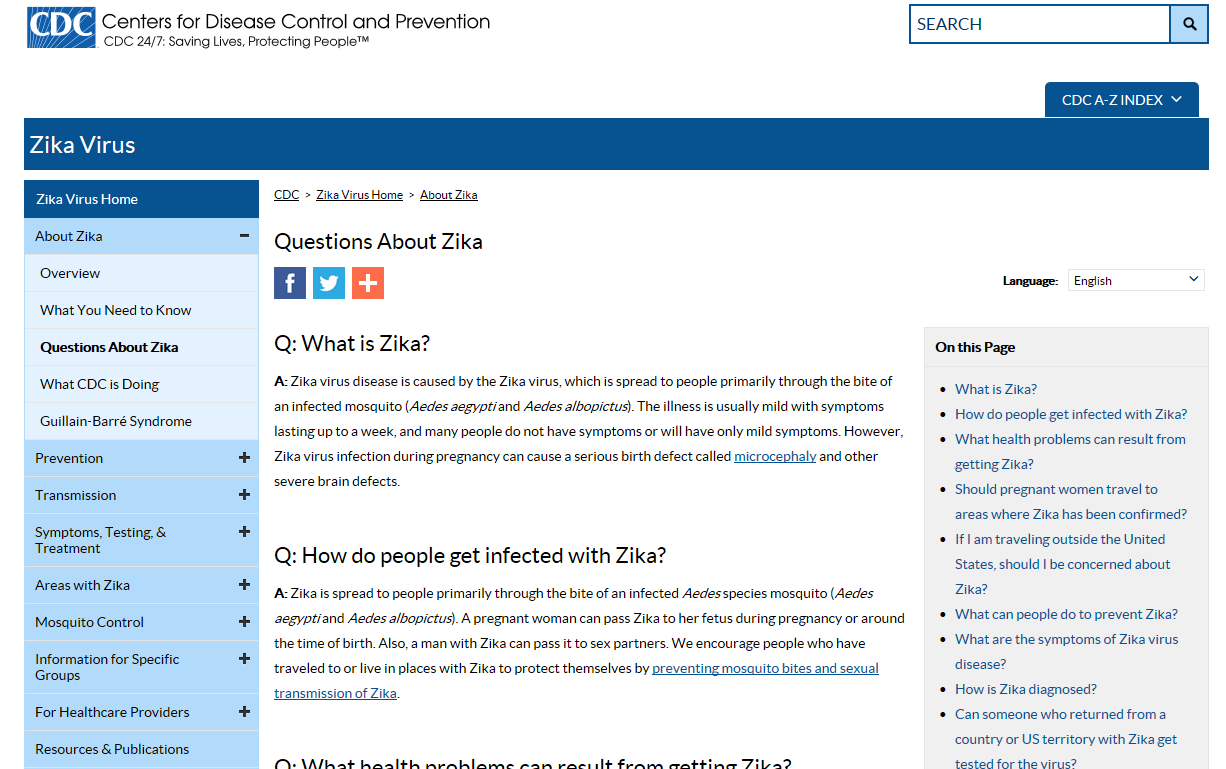 CDC Centers for Disease Control and Prevention
CDC 24/7: Saving Lives, Protecting People™
SEARCH
CDC A-Z INDEX
Zika Virus
Zika Virus Home
About Zika
Overview
What You Need to Know
Questions About Zika
What CDC is Doing
Guillain-Barré Syndrome
Prevention
Transmission
Symptoms, Testing, &
Treatment
Areas with Zika
Mosquito Control
Information for Specific
Groups
For Healthcare Providers
Resources & Publications
CDC > Zika Virus Home > About Zika
Questions About Zika
Language: English
Q: What is Zika?
A: Zika virus disease is caused by the Zika virus, which is spread to people primarily through the bite of
an infected mosquito (Aedes aegypti and Aedes albopictus). The illness is usually mild with symptoms
lasting up to a week, and many people do not have symptoms or will have only mild symptoms. However,
Zika virus infection during pregnancy can cause a serious birth defect called microcephaly and other
severe brain defects.
Q: How do people get infected with Zika?
A: Zika is spread to people primarily through the bite of an infected Aedes species mosquito (Aedes
aegypti and Aedes albopictus). A pregnant woman can pass Zika to her fetus during pregnancy or around
the time of birth. Also, a man with Zika can pass it to sex partners. We encourage people who have
traveled to or live in places with Zika to protect themselves by preventing mosquito bites and sexual
transmission of Zika.
Q: What health problems can result from getting Zika?
On this Page
• What is Zika?
• How do people get infected with Zika?
• What health problems can result from
getting Zika?
• Should pregnant women travel to
areas where Zika has been confirmed?
• If I am traveling outside the United
States, should I be concerned about
Zika?
• What can people do to prevent Zika?
• What are the symptoms of Zika virus
disease?
• How is Zika diagnosed?
• Can someone who returned from a
country or US territory with Zika get
tested for the virus?